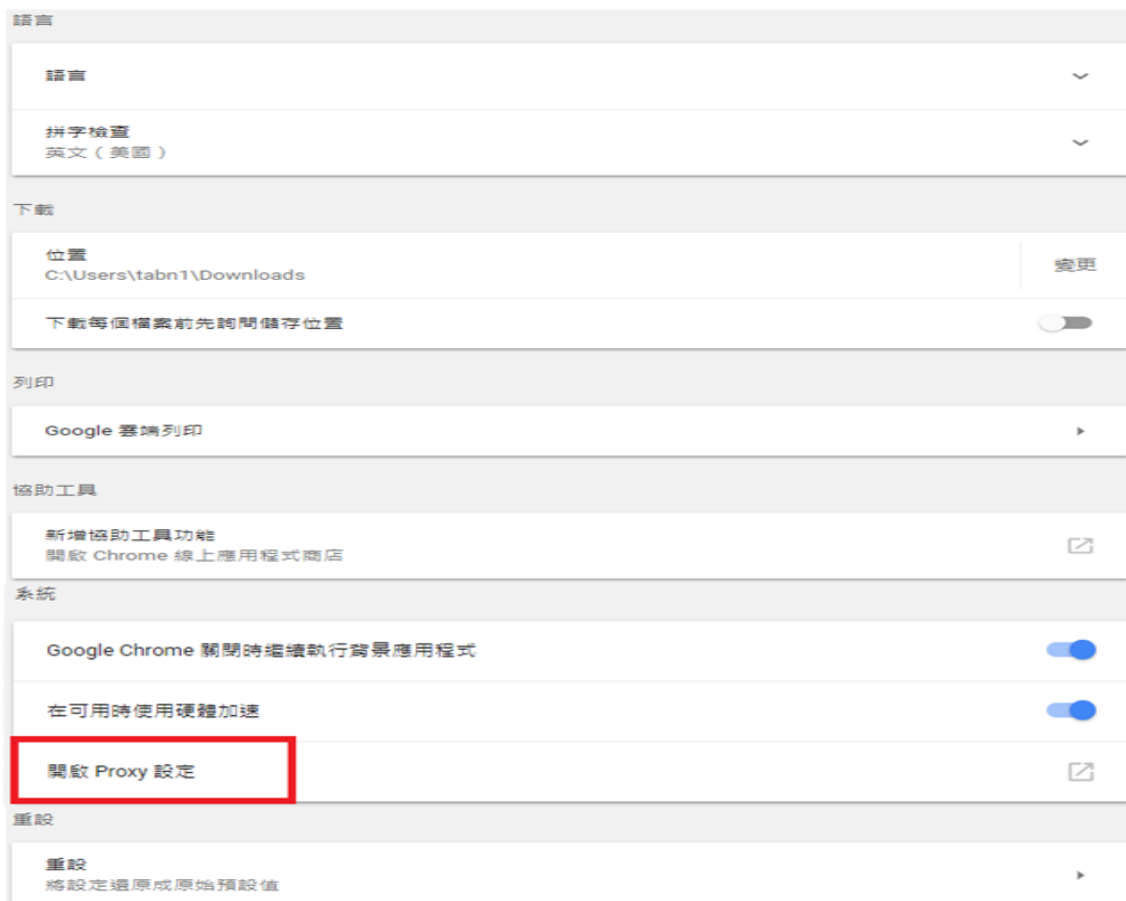 語言
語言
拼字檢查
英文（美國）
下載
位置
C:\Users\tabn1\Downloads
變更
下載每個檔案前先詢問儲存位置
列印
Google 雲端列印
協助工具
新增協助工具功能
開啟 Chrome 線上應用程式商店
系統
Google Chrome 關閉時繼續執行背景應用程式
在可用時使用硬體加速
開啟 Proxy 設定
重設
重設
將設定還原成原始預設值